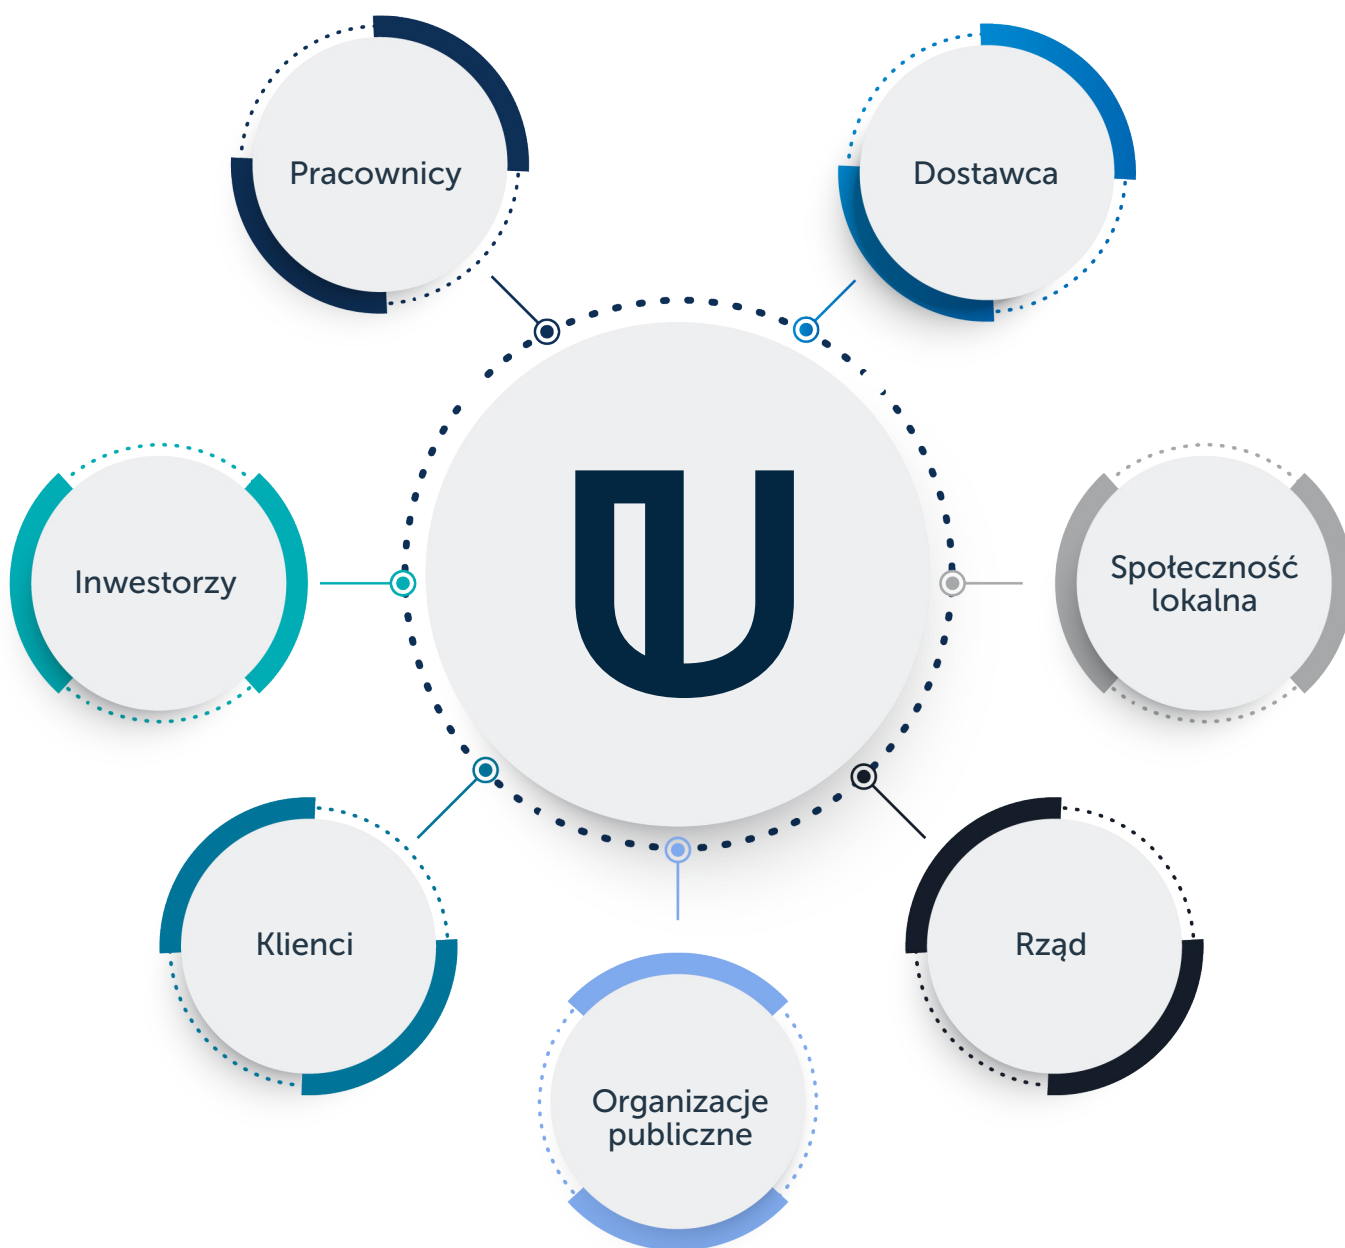 Pracownicy
Dostawca
Inwestorzy
Społeczność
lokalna
Klienci
Rząd
Organizacje
publiczne